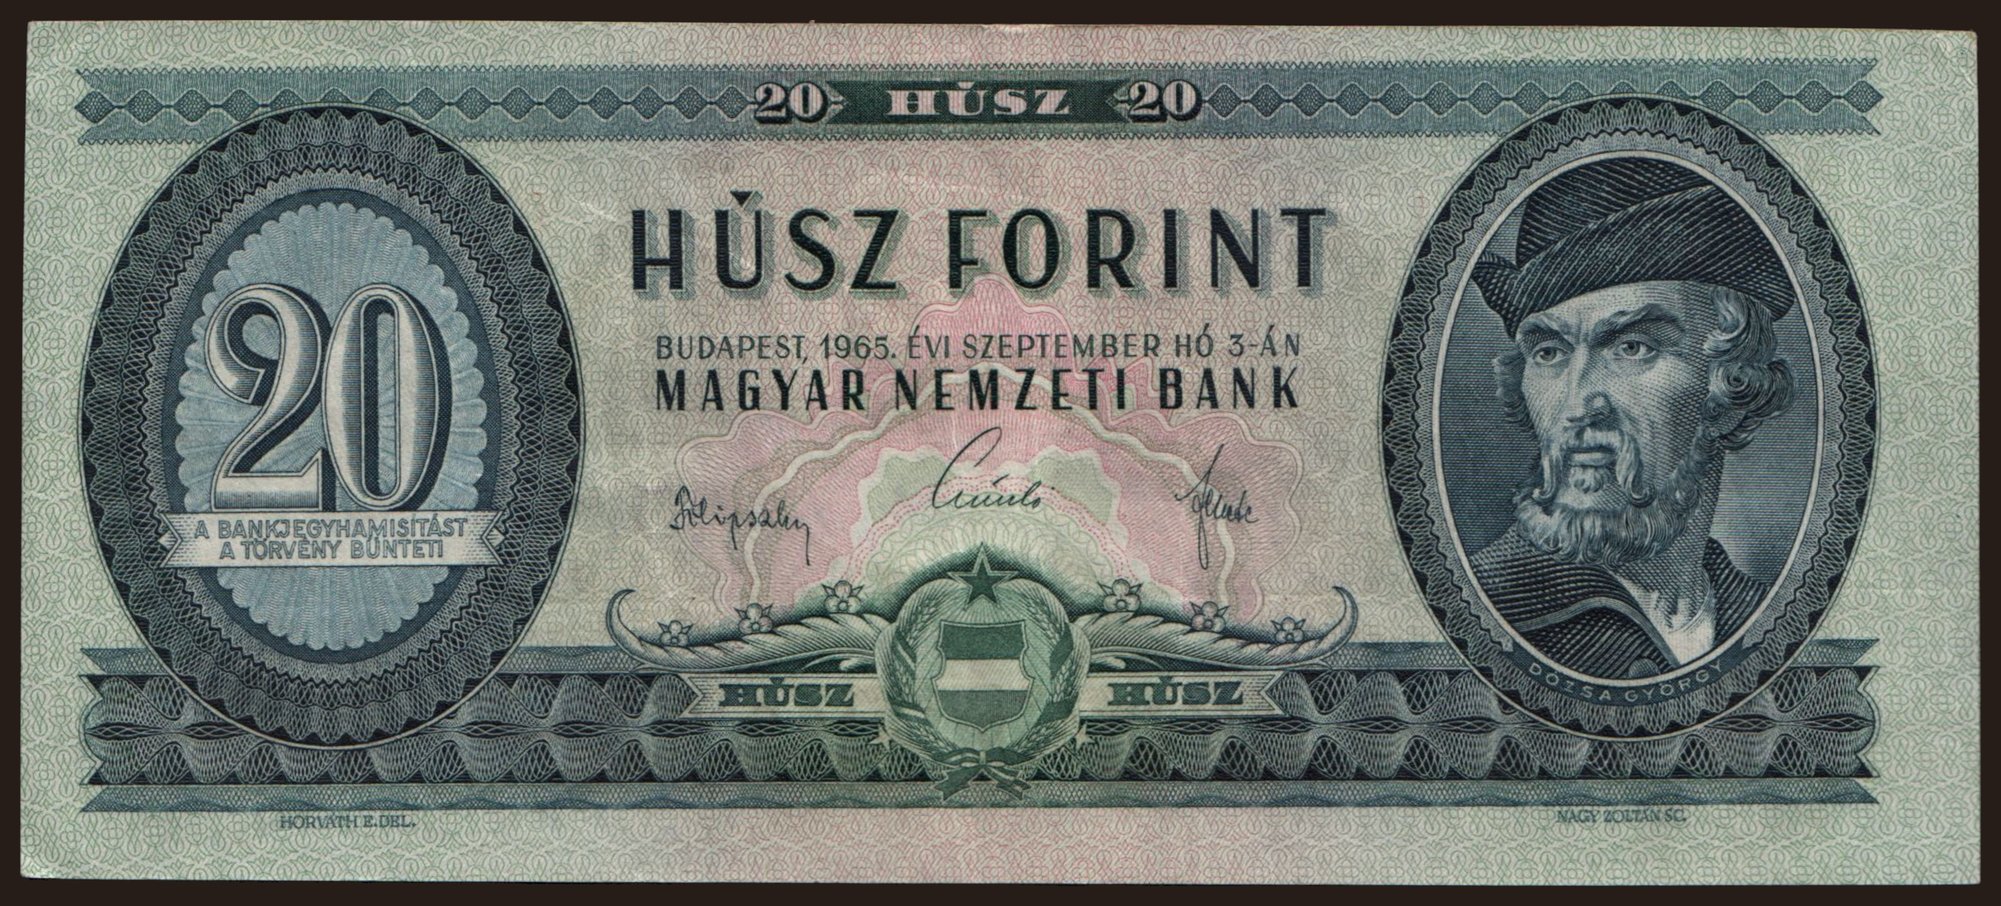 20 HÚSZ 20
HÚSZ FORINT
BUDAPEST, 1965. ÉVI SZEPTEMBER HÓ 3-ÁN
MAGYAR NEMZETI BANK
20
A BANKJEGYHAMISÍTÁST
A TÖRVÉNY BÜNTETI
HÚSZ HÚSZ
DÓZSA GYÖRGY
HORVÁTH E. DEL.
NAGY ZOLTÁN SC.